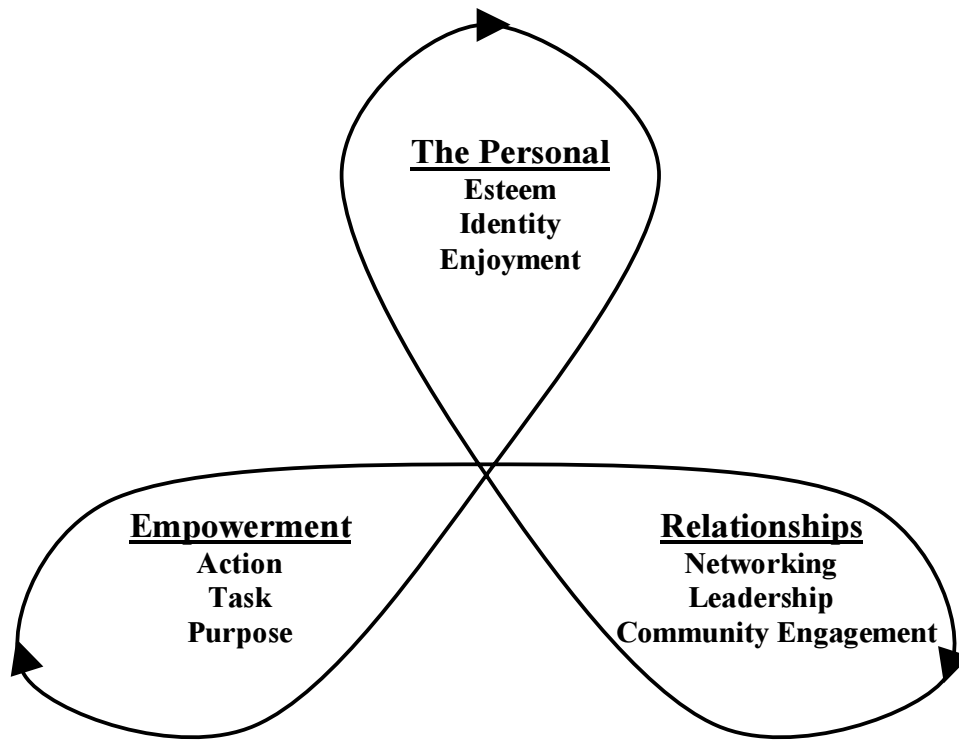 The Personal
Esteem
Identity
Enjoyment
Empowerment
Action
Task
Purpose
Relationships
Networking
Leadership
Community Engagement